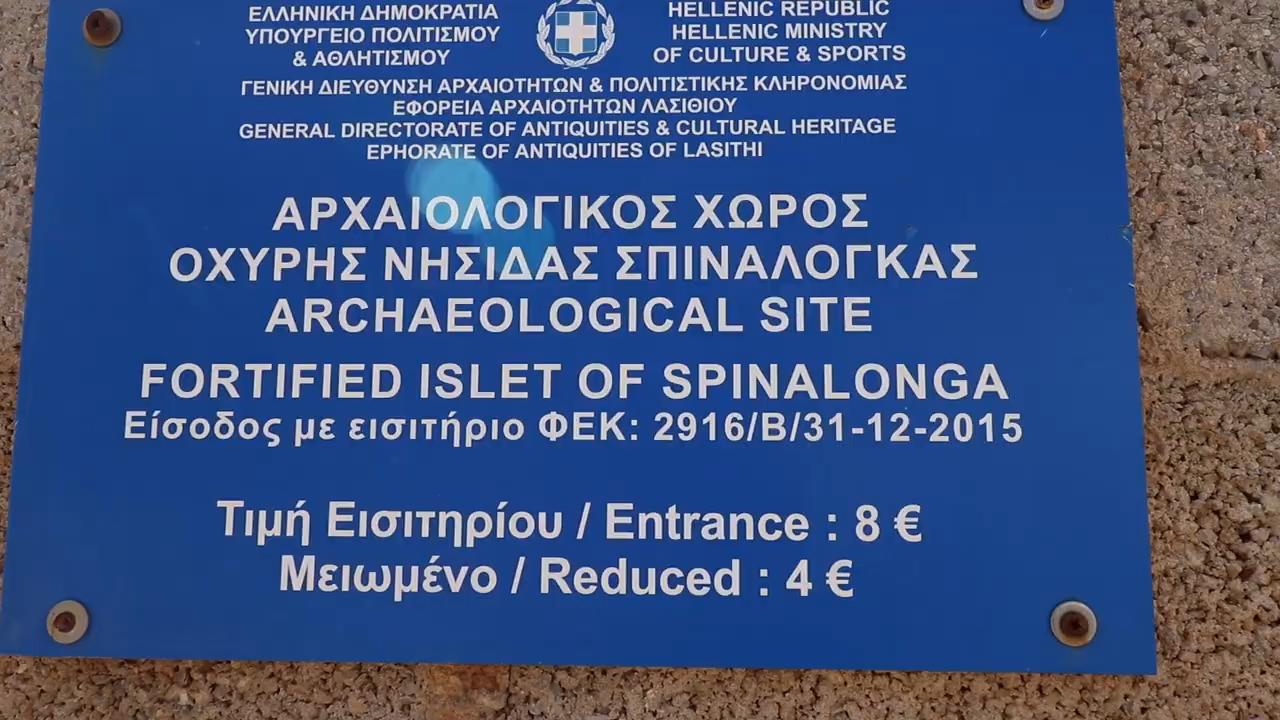 ΕΛΛΗΝΙΚΗ ΔΗΜΟΚΡΑΤΙΑ
ΥΠΟΥΡΓΕΙΟ ΠΟΛΙΤΙΣΜΟΥ
& ΑΘΛΗΤΙΣΜΟΥ
HELLENIC REPUBLIC
HELLENIC MINISTRY
OF CULTURE & SPORTS
ΓΕΝΙΚΗ ΔΙΕΥΘΥΝΣΗ ΑΡΧΑΙΟΤΗΤΩΝ & ΠΟΛΙΤΙΣΤΙΚΗΣ ΚΛΗΡΟΝΟΜΙΑΣ
ΕΦΟΡΕΙΑ ΑΡΧΑΙΟΤΗΤΩΝ ΛΑΣΙΘΙΟΥ
GENERAL DIRECTORATE OF ANTIQUITIES & CULTURAL HERITAGE
EPHORATE OF ANTIQUITIES OF LASITHI
ΑΡΧΑΙΟΛΟΓΙΚΟΣ ΧΩΡΟΣ
ΟΧΥΡΗΣ ΝΗΣΙΔΑΣ ΣΠΙΝΑΛΟΓΚΑΣ
ARCHAEOLOGICAL SITE
FORTIFIED ISLET OF SPINALONGA
Είσοδος με εισιτήριο ΦΕΚ: 2916/Β/31-12-2015
Τιμή Εισιτηρίου / Entrance : 8 €
Μειωμένο / Reduced : 4 €